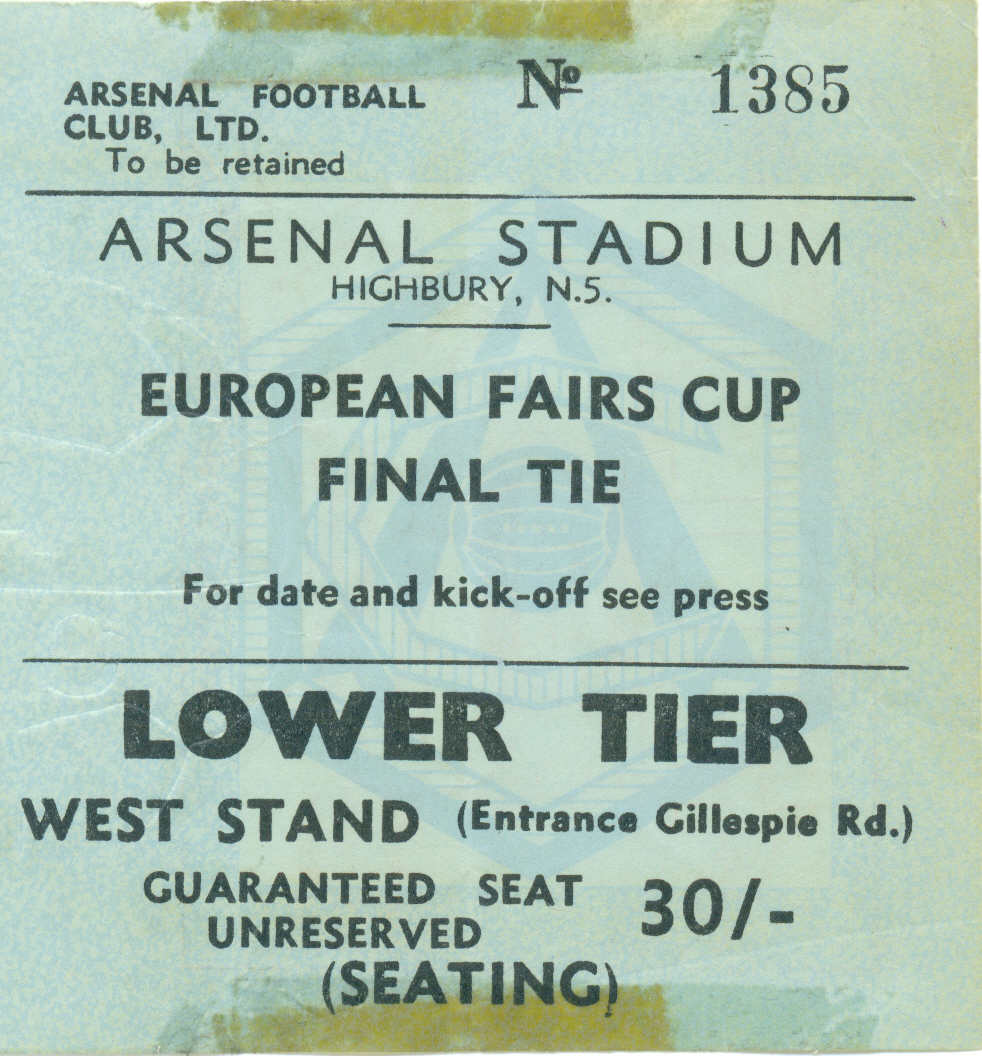 ARSENAL FOOTBALL
CLUB, LTD.
To be retained
Nº 1385
ARSENAL STADIUM
HIGHBURY, N.5.
EUROPEAN FAIRS CUP
FINAL TIE
For date and kick-off see press
LOWER TIER
WEST STAND (Entrance Gillespie Rd.)
GUARANTEED SEAT
UNRESERVED
30/-
(SEATING)